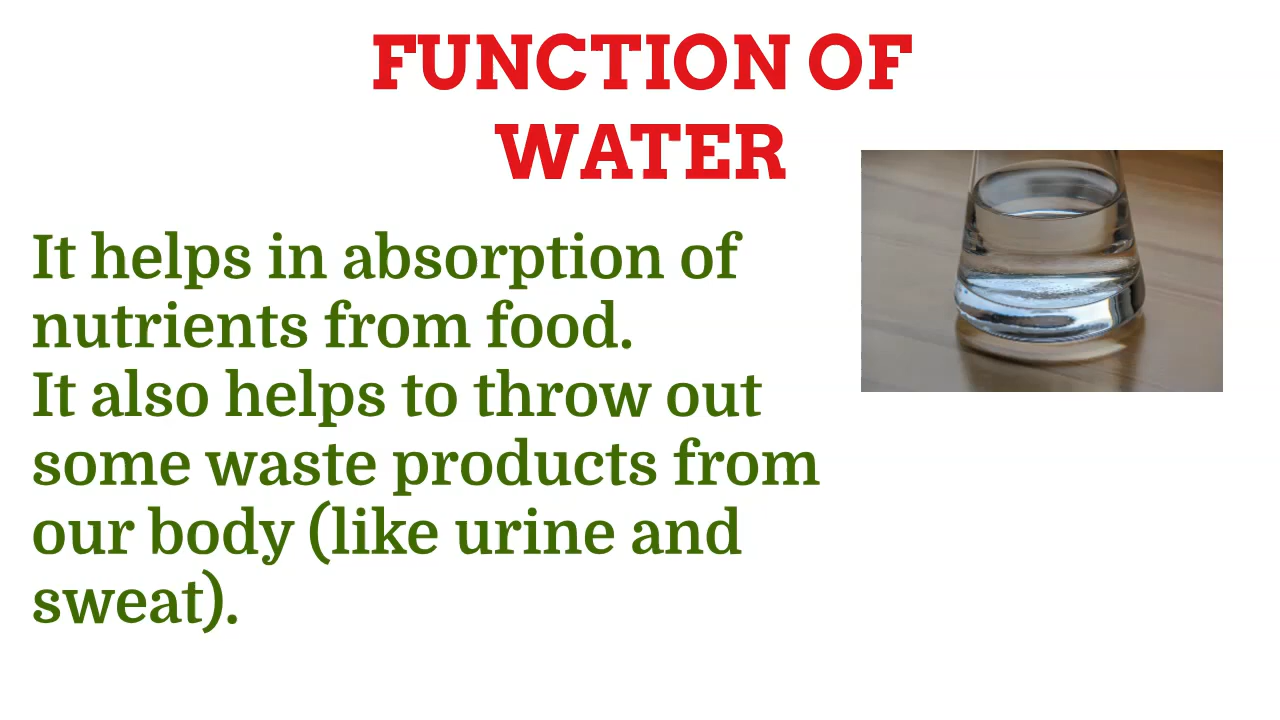 FUNCTION OF
WATER
It helps in absorption of
nutrients from food.
It also helps to throw out
some waste products from
our body (like urine and
sweat).